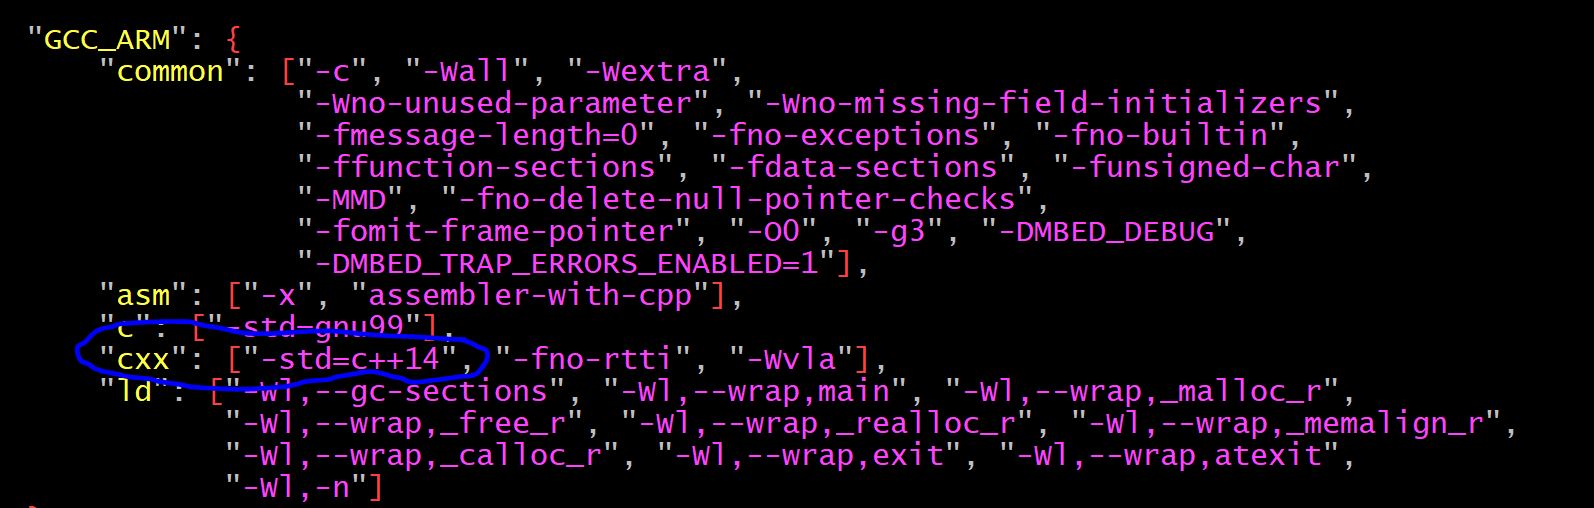 "GCC_ARM": {
"common": ["-c", "-Wall", "-Wextra",
"-Wno-unused-parameter", "-Wno-missing-field-initializers",
"-fmessage-length=0", "-fno-exceptions", "-fno-builtin",
"-ffunction-sections", "-fdata-sections", "-funsigned-char",
"-MMD", "-fno-delete-null-pointer-checks",
"-fomit-frame-pointer", "-O0", "-g3", "-DMBED_DEBUG",
"-DMBED_TRAP_ERRORS_ENABLED=1"],
"asm": ["-x", "assembler-with-cpp"],
"c": ["-std=gnu99"],
"cxx": ["-std=c++14", "-fno-rtti", "-Wvla"],
"ld": ["-Wl,--gc-sections", "-Wl,--wrap,main", "-Wl,--wrap,_malloc_r",
"-Wl,--wrap,_free_r", "-Wl,--wrap,_realloc_r", "-Wl,--wrap,_memalign_r",
"-Wl,--wrap,_calloc_r", "-Wl,--wrap,exit", "-Wl,--wrap,atexit",
"-Wl,-n"]